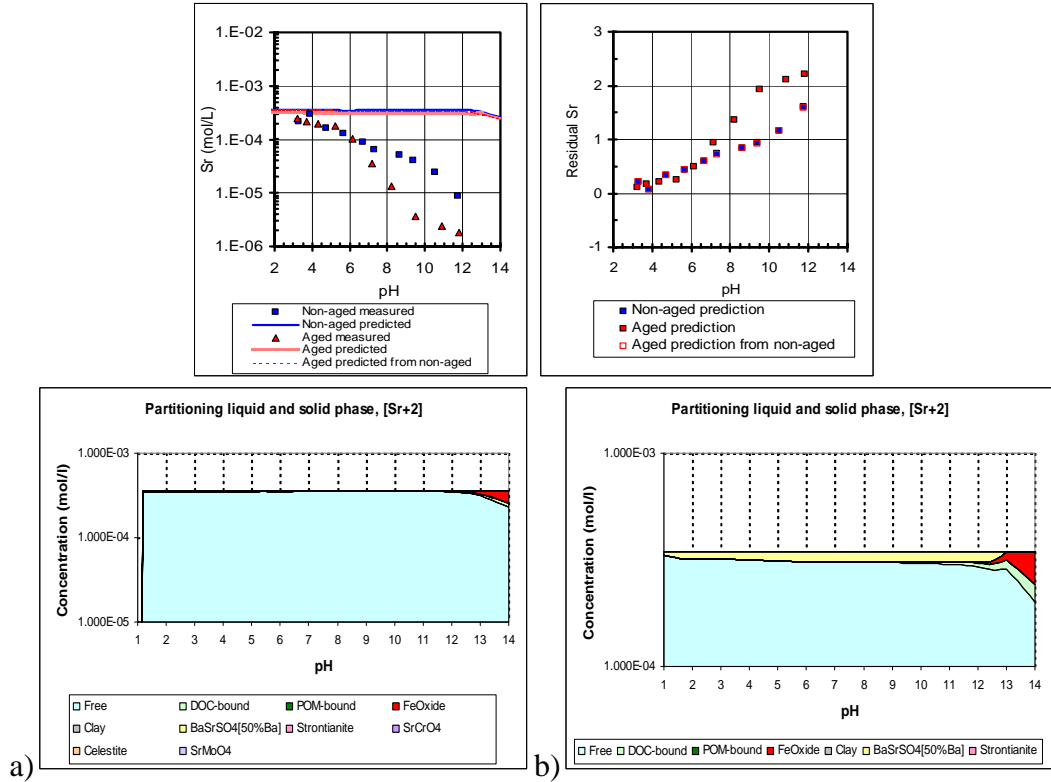 1.E-02
1.E-03
1.E-04
1.E-05
1.E-06
Sr (mol/L)
2 4 6 8 10 12 14
pH
Non-aged measured
Non-aged predicted
Aged measured
Aged predicted
Aged predicted from non-aged
3
2
1
0
-1
Residual Sr
2 4 6 8 10 12 14
pH
Non-aged prediction
Aged prediction
Aged prediction from non-aged
Partitioning liquid and solid phase, [Sr+2]
1.000E-03
1.000E-04
1.000E-05
Concentration (mol/l)
1 2 3 4 5 6 7 8 9 10 11 12 13 14
pH
Free DOC-bound POM-bound FeOxide
Clay BaSrSO4[50%Ba] Strontianite SrCrO4
Celestite SrMoO4
a)
Partitioning liquid and solid phase, [Sr+2]
1.000E-03
1.000E-04
Concentration (mol/l)
1 2 3 4 5 6 7 8 9 10 11 12 13 14
pH
Free DOC-bound POM-bound FeOxide Clay BaSrSO4[50%Ba] Strontianite
b)